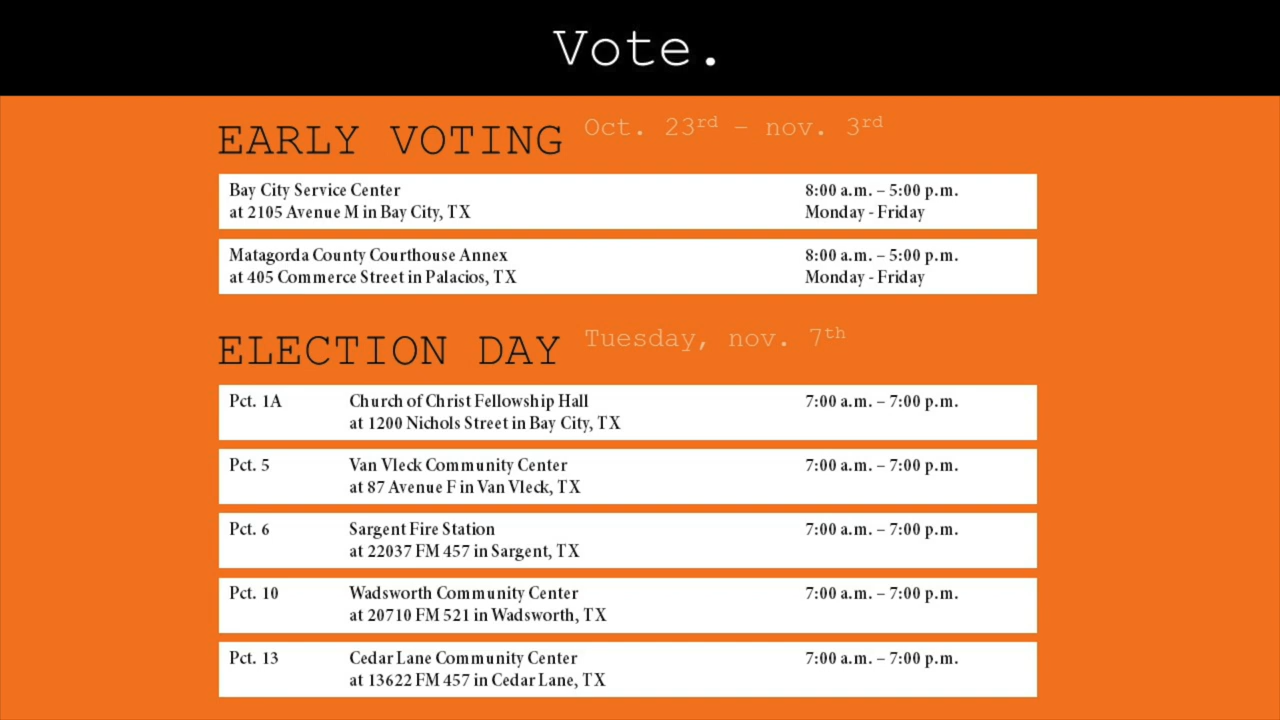 Vote.
EARLY VOTING Oct. 23rd – nov. 3rd
Bay City Service Center 8:00 a.m. – 5:00 p.m.
at 2105 Avenue M in Bay City, TX Monday - Friday
Matagorda County Courthouse Annex 8:00 a.m. – 5:00 p.m.
at 405 Commerce Street in Palacios, TX Monday - Friday
ELECTION DAY Tuesday, nov. 7th
Pct. 1A Church of Christ Fellowship Hall 7:00 a.m. – 7:00 p.m.
at 1200 Nichols Street in Bay City, TX
Pct. 5 Van Vleck Community Center 7:00 a.m. – 7:00 p.m.
at 87 Avenue F in Van Vleck, TX
Pct. 6 Sargent Fire Station 7:00 a.m. – 7:00 p.m.
at 22037 FM 457 in Sargent, TX
Pct. 10 Wadsworth Community Center 7:00 a.m. – 7:00 p.m.
at 20710 FM 521 in Wadsworth, TX
Pct. 13 Cedar Lane Community Center 7:00 a.m. – 7:00 p.m.
at 13622 FM 457 in Cedar Lane, TX